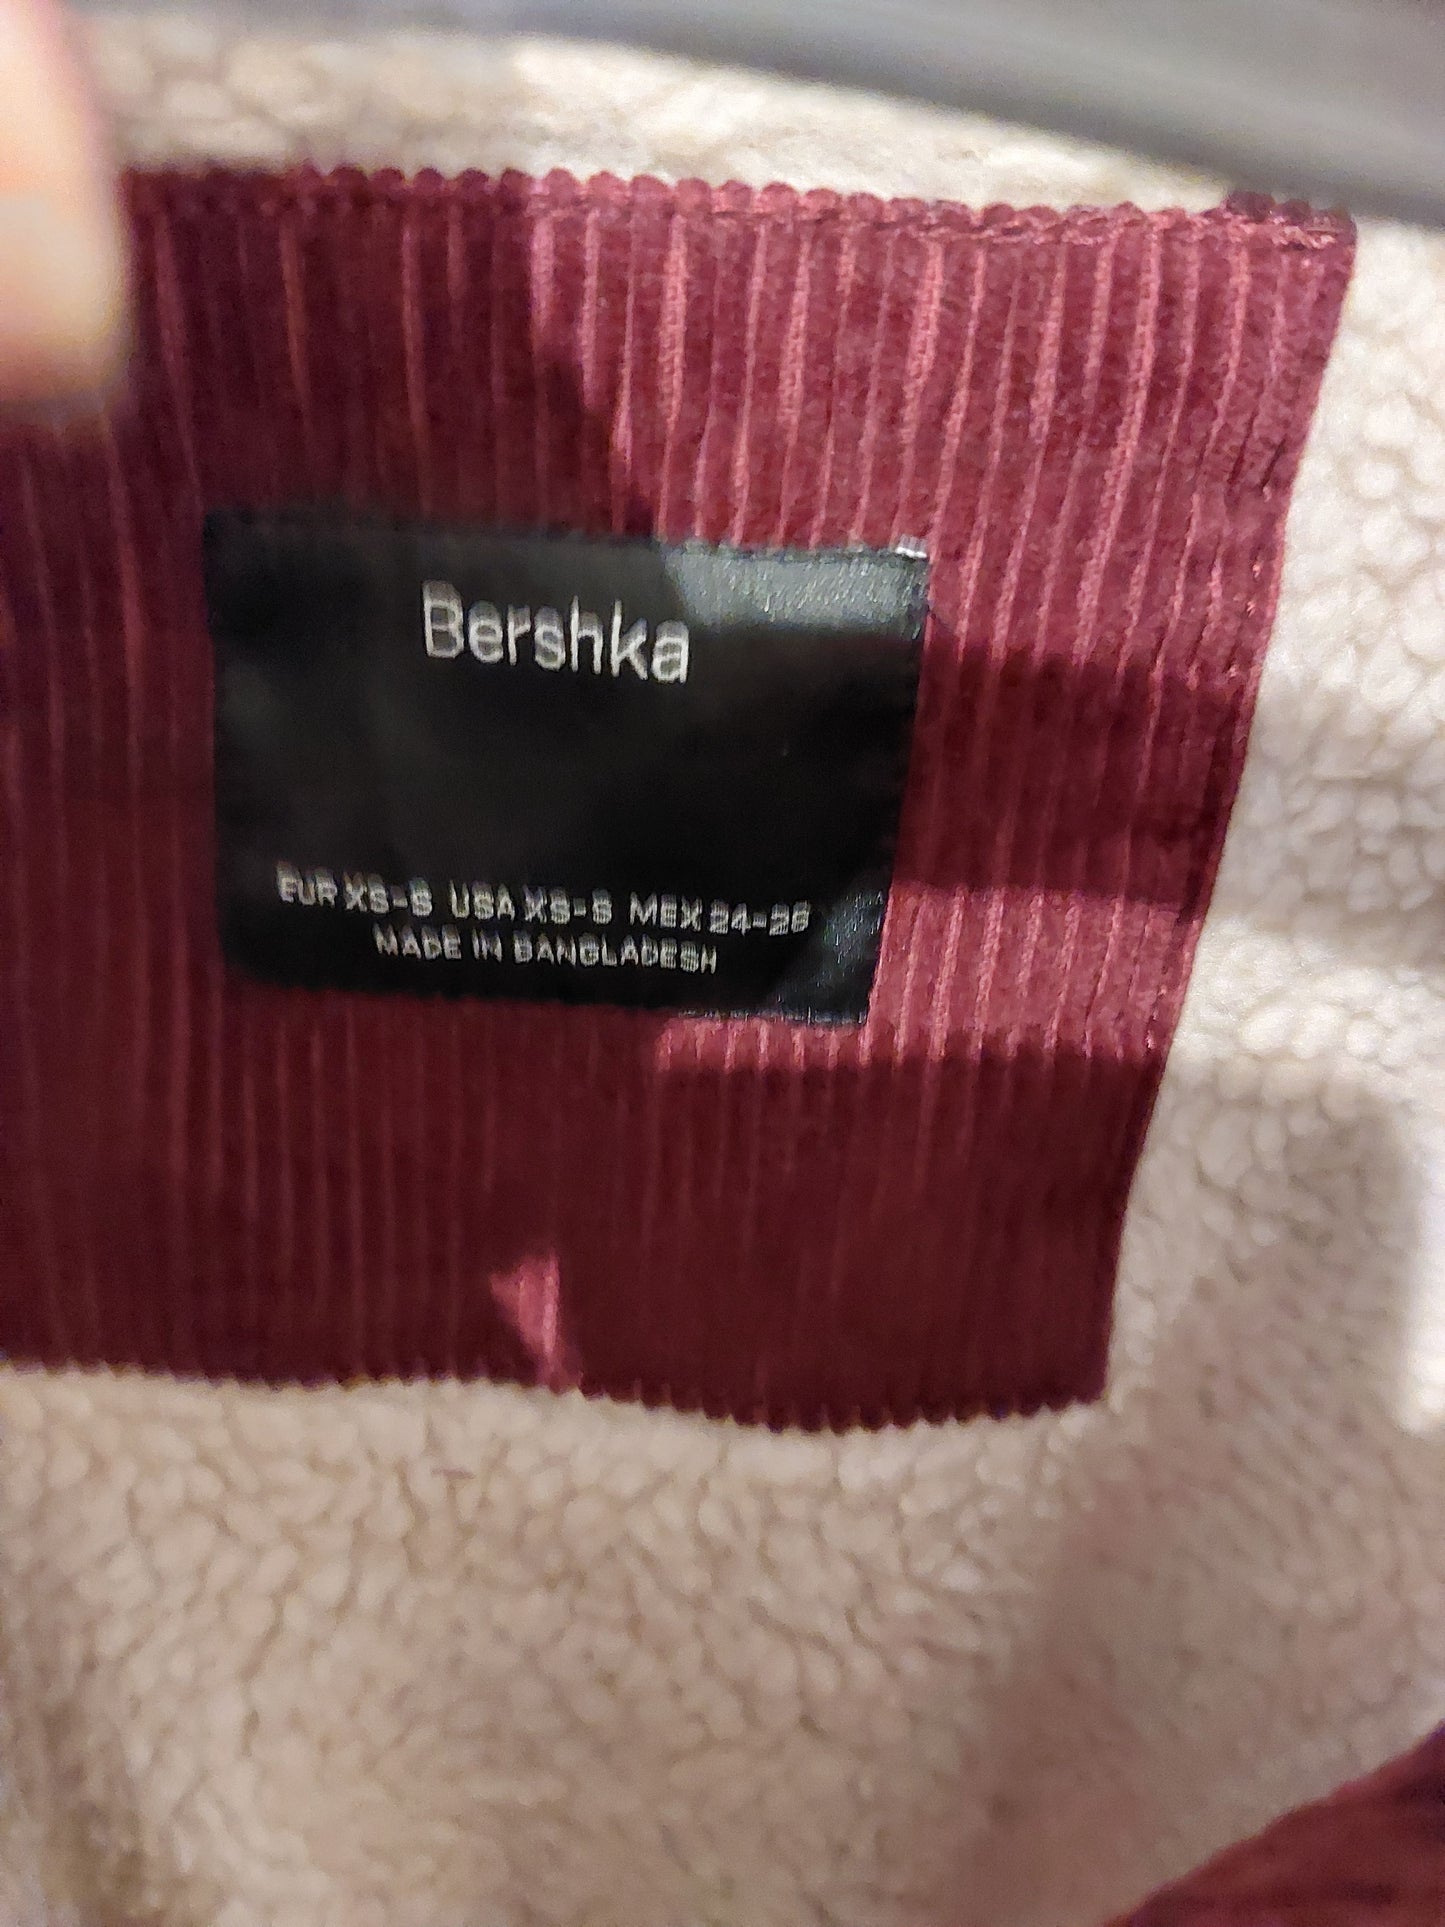 Bershka
EUR XS-S USA XS-S MEX 24-26
MADE IN BANGLADESH